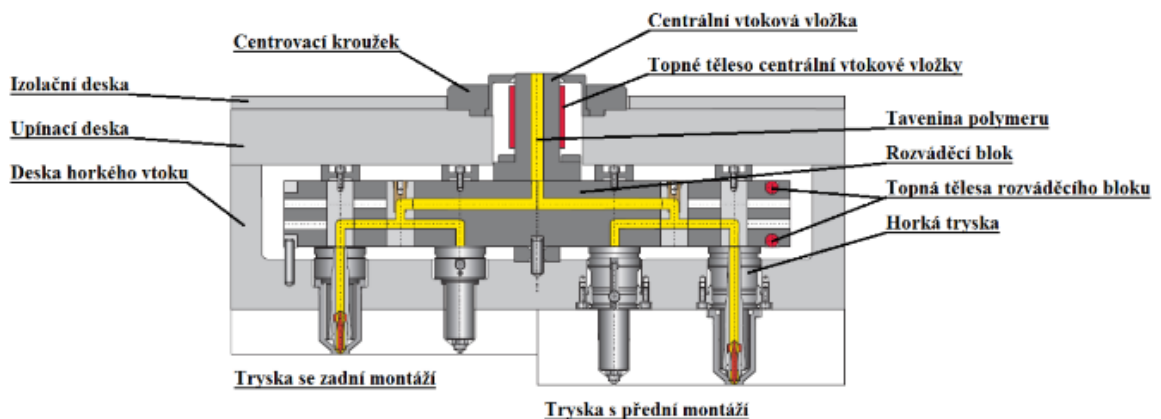 Centrální vtoková vložka
Centrovací kroužek
Topné těleso centrální vtokové vložky
Izolační deska
Upínací deska
Tavenina polymeru
Rozváděcí blok
Deska horkého vtoku
Topná tělesa rozváděcího bloku
Horká tryska
Tryska se zadní montáží
Tryska s přední montáží